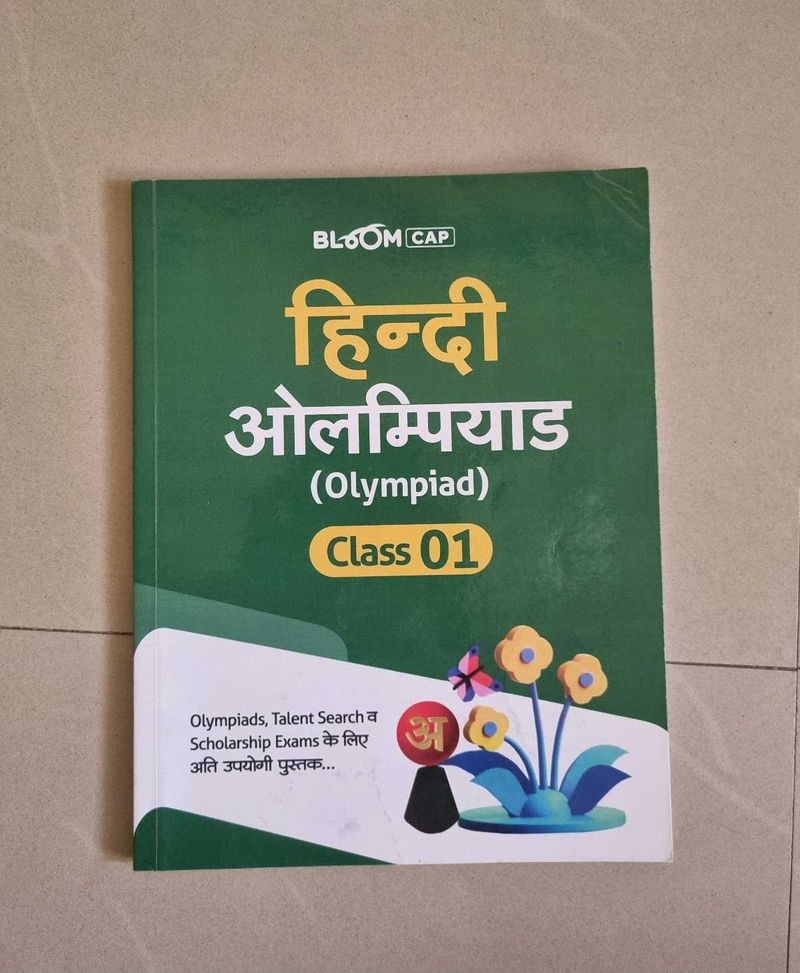 BLOOM CAP
हिन्दी
ओलम्पियाड
(Olympiad)
Class 01
Olympiads, Talent Search व
Scholarship Exams के लिए
अति उपयोगी पुस्तक...
अ